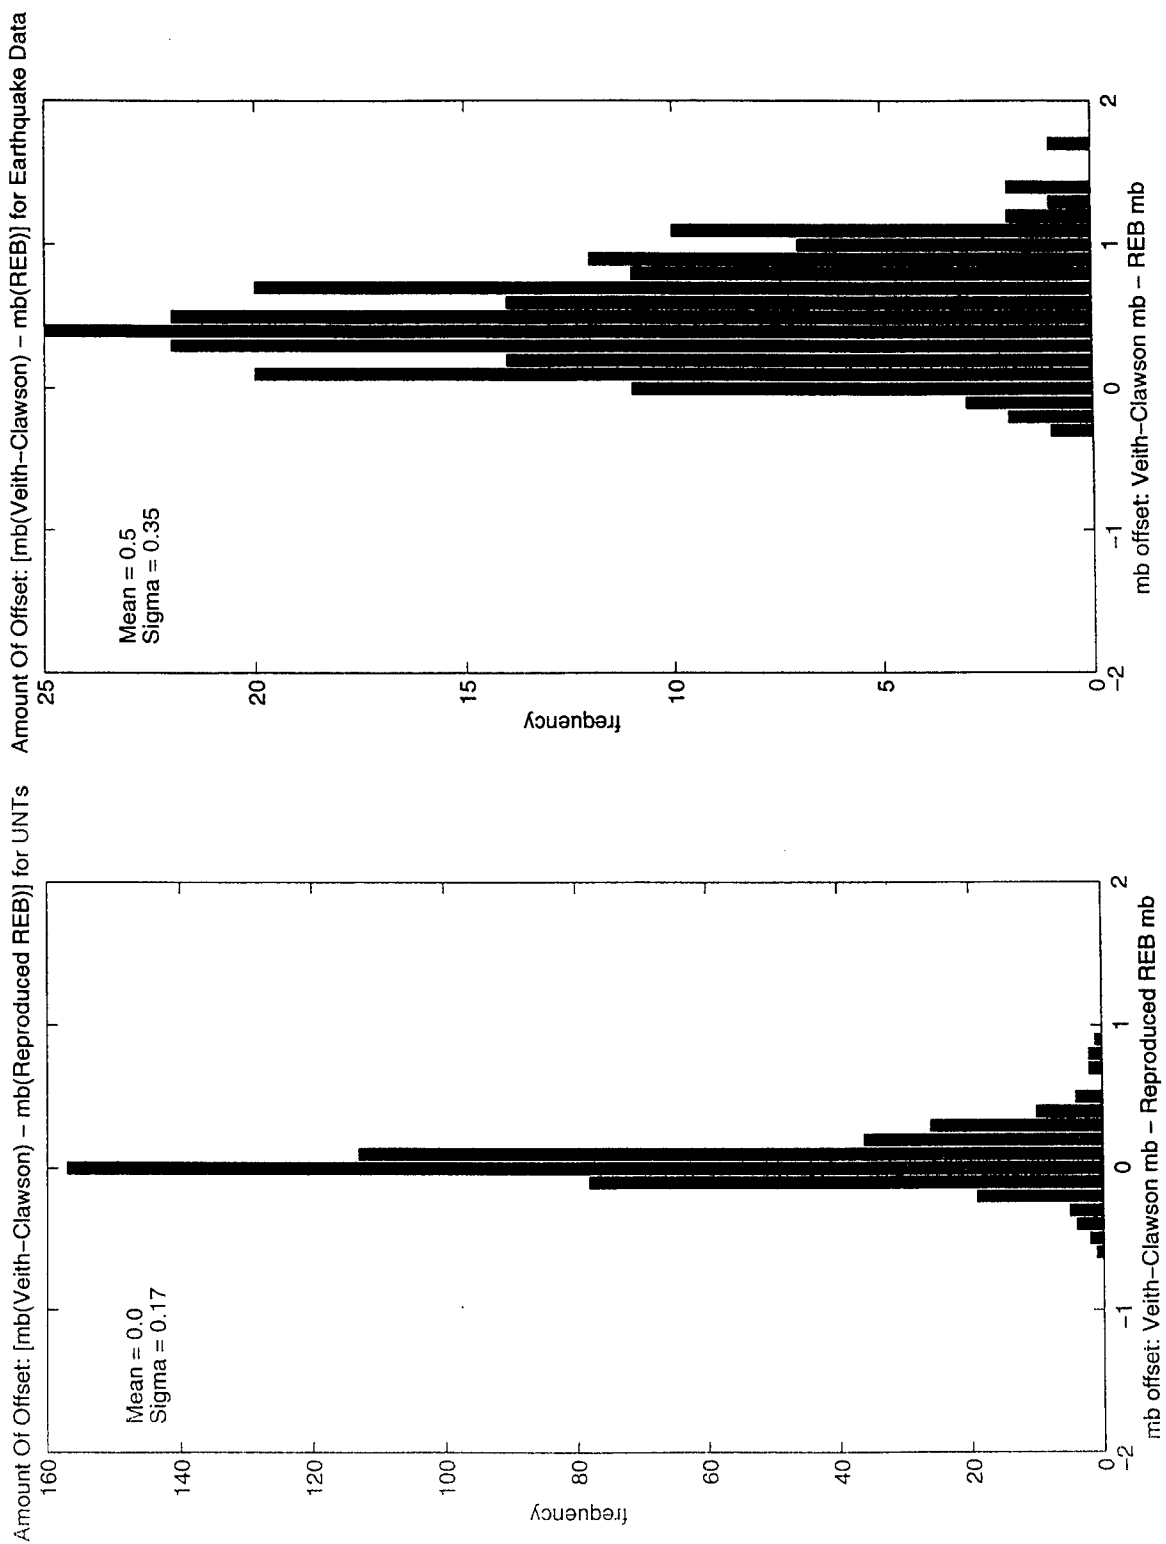 Amount Of Offset: [mb(Veith−Clawson) − mb(Reproduced REB)] for UNTs
160
140
120
100
80
60
40
20
0
frequency
Mean = 0.0
Sigma = 0.17
−2
−1
0
1
2
mb offset: Veith−Clawson mb − Reproduced REB mb
Amount Of Offset: [mb(Veith−Clawson) − mb(REB)] for Earthquake Data
25
20
15
10
5
0
frequency
Mean = 0.5
Sigma = 0.35
−2
−1
0
1
2
mb offset: Veith−Clawson mb − REB mb